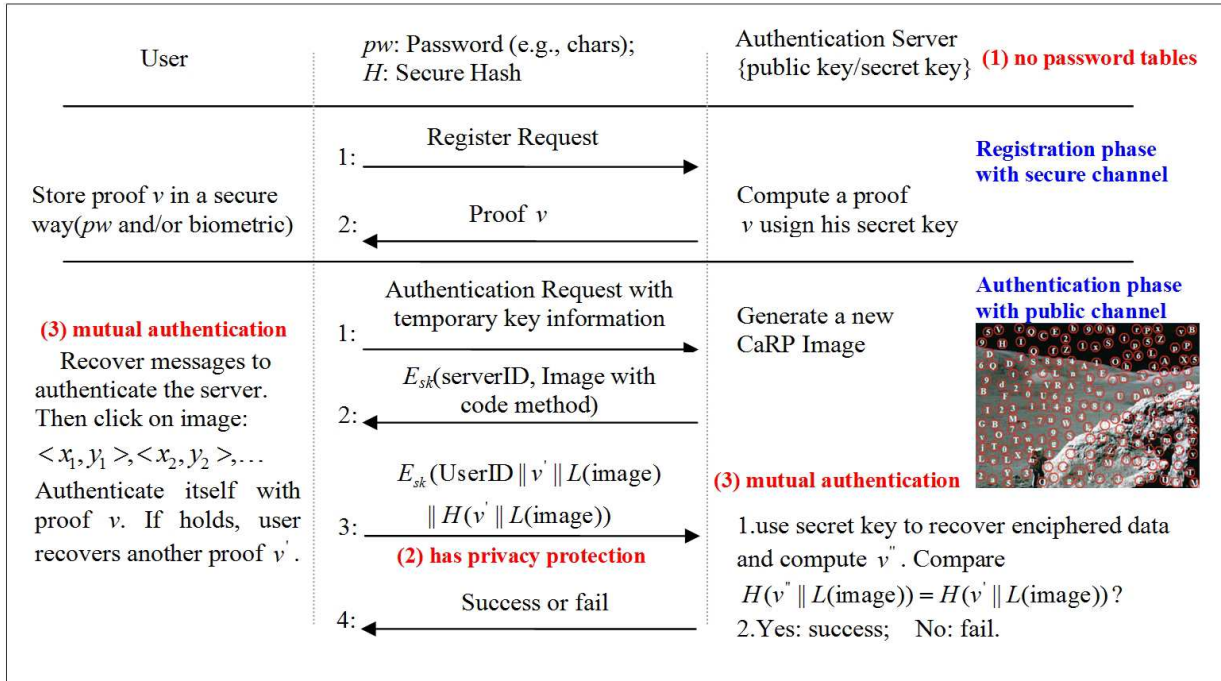 User
pw: Password (e.g., chars);
H: Secure Hash
Authentication Server
{public key/secret key}
(1) no password tables
1:
Register Request
Registration phase
with secure channel
Store proof v in a secure
way(pw and/or biometric)
2:
Proof v
Compute a proof
v usign his secret key
Authentication phase
with public channel
(3) mutual authentication
Recover messages to
authenticate the server.
Then click on image:
<x₁, y₁>,<x₂, y₂>,…
Authenticate itself with
proof v. If holds, user
recovers another proof v'.
1:
Authentication Request with
temporary key information
Generate a new
CaRP Image
2:
E_sk(serverID, Image with
code method)
3:
E_sk(UserID || v' || L(image)
|| H(v' || L(image))
(2) has privacy protection
(3) mutual authentication
1.use secret key to recover enciphered data
and compute v''. Compare
H(v'' || L(image)) = H(v' || L(image))?
2.Yes: success; No: fail.
4:
Success or fail